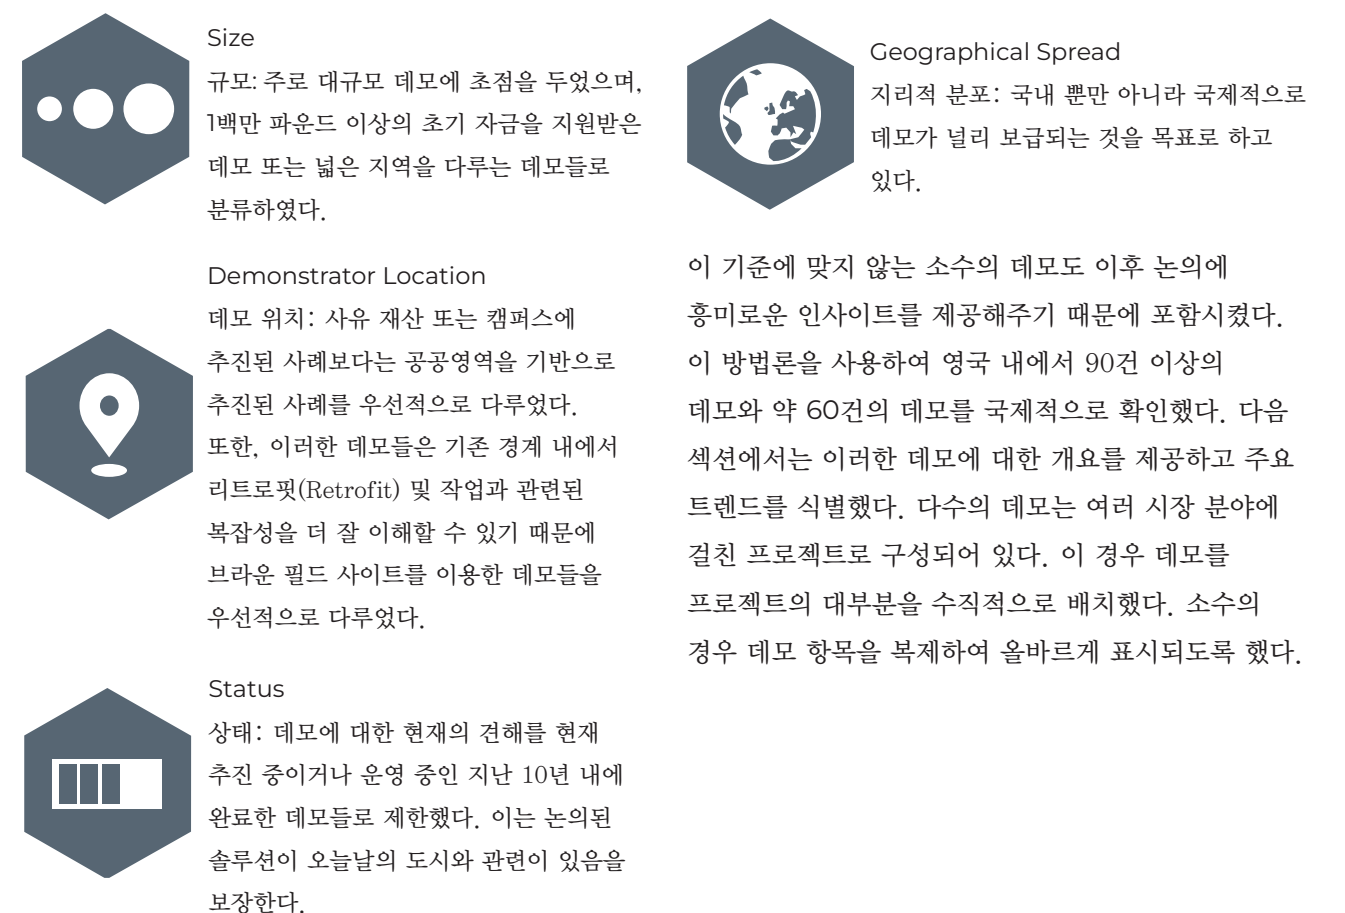 Size
규모: 주로 대규모 데모에 초점을 두었으며,
1백만 파운드 이상의 초기 자금을 지원받은
데모 또는 넓은 지역을 다루는 데모들로
분류하였다.
Demonstrator Location
데모 위치: 사유 재산 또는 캠퍼스에
추진된 사례보다는 공공영역을 기반으로
추진된 사례를 우선적으로 다루었다.
또한, 이러한 데모들은 기존 경계 내에서
리트로핏(Retrofit) 및 작업과 관련된
복잡성을 더 잘 이해할 수 있기 때문에
브라운 필드 사이트를 이용한 데모들을
우선적으로 다루었다.
Status
상태: 데모에 대한 현재의 견해를 현재
추진 중이거나 운영 중인 지난 10년 내에
완료한 데모들로 제한했다. 이는 논의된
솔루션이 오늘날의 도시와 관련이 있음을
보장한다.
Geographical Spread
지리적 분포: 국내 뿐만 아니라 국제적으로
데모가 널리 보급되는 것을 목표로 하고
있다.
이 기준에 맞지 않는 소수의 데모도 이후 논의에
흥미로운 인사이트를 제공해주기 때문에 포함시켰다.
이 방법론을 사용하여 영국 내에서 90건 이상의
데모와 약 60건의 데모를 국제적으로 확인했다. 다음
섹션에서는 이러한 데모에 대한 개요를 제공하고 주요
트렌드를 식별했다. 다수의 데모는 여러 시장 분야에
걸친 프로젝트로 구성되어 있다. 이 경우 데모를
프로젝트의 대부분을 수직적으로 배치했다. 소수의
경우 데모 항목을 복제하여 올바르게 표시되도록 했다.